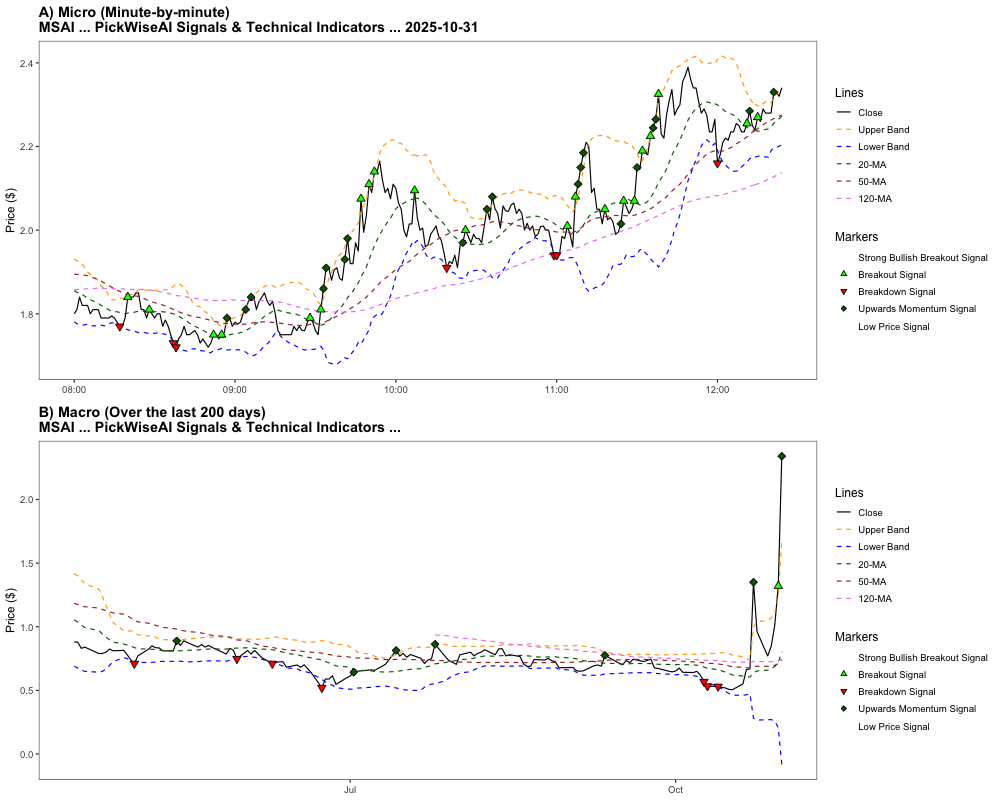 A) Micro (Minute-by-minute)
MSAI ... PickWiseAI Signals & Technical Indicators ... 2025-10-31
Price ($)
2.4
2.2
2.0
1.8
08:00
09:00
10:00
11:00
12:00
Lines
Close
Upper Band
Lower Band
20-MA
50-MA
120-MA
Markers
Strong Bullish Breakout Signal
Breakout Signal
Breakdown Signal
Upwards Momentum Signal
Low Price Signal
B) Macro (Over the last 200 days)
MSAI ... PickWiseAI Signals & Technical Indicators ...
Price ($)
2.0
1.5
1.0
0.5
0.0
Jul
Oct
Lines
Close
Upper Band
Lower Band
20-MA
50-MA
120-MA
Markers
Strong Bullish Breakout Signal
Breakout Signal
Breakdown Signal
Upwards Momentum Signal
Low Price Signal